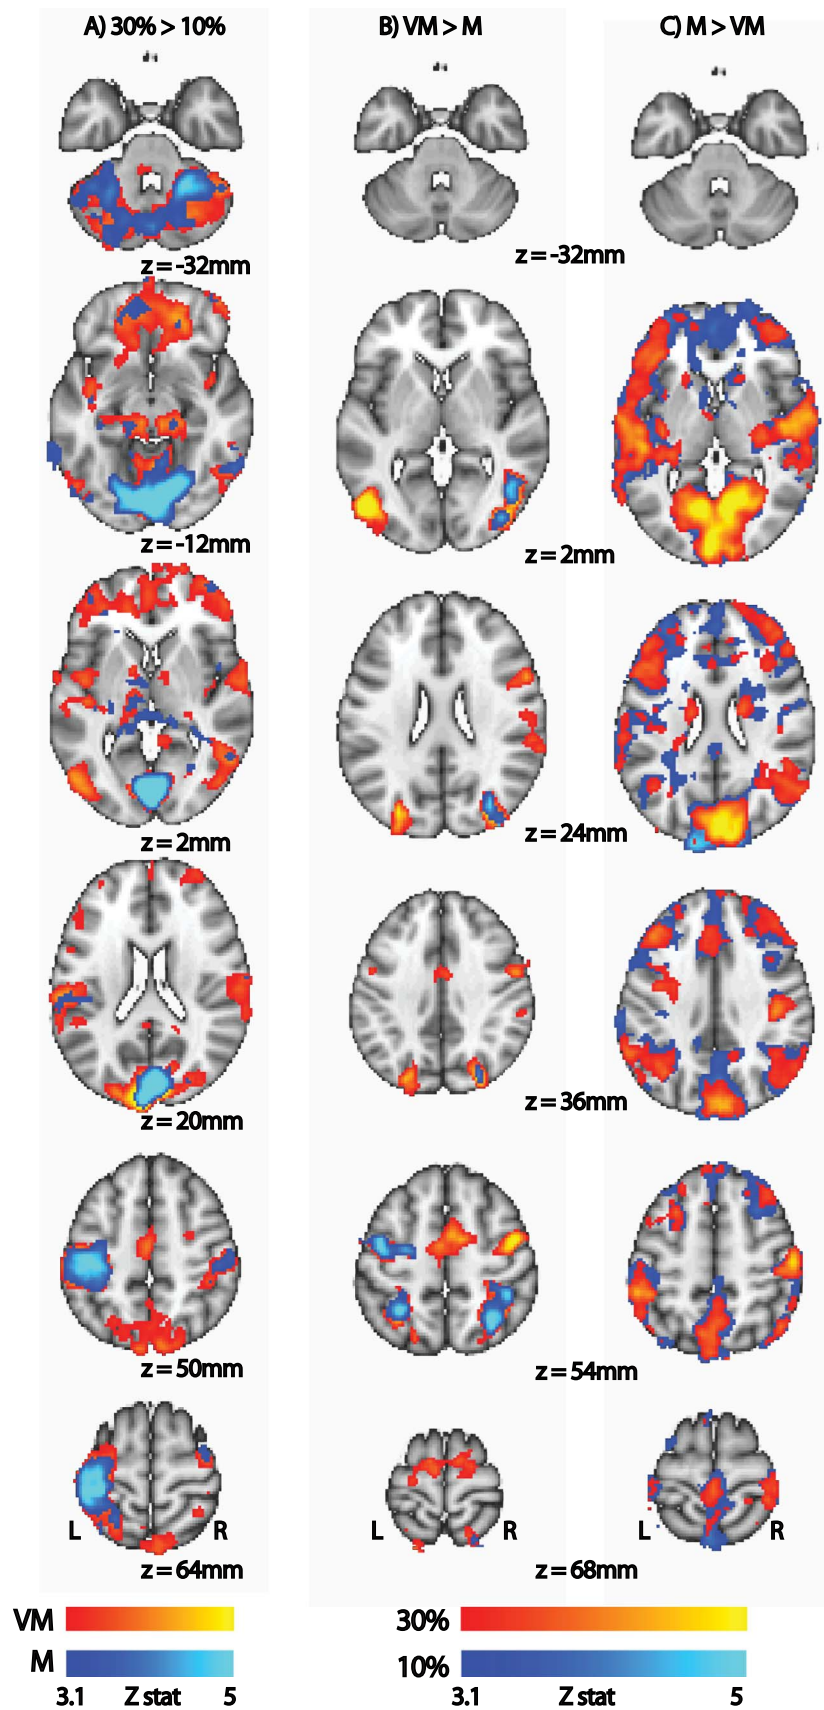 A) 30% > 10%
B) VM > M
C) M > VM
z = -32mm
z = -32mm
z = -12mm
z = 2mm
z = 2mm
z = 24mm
z = 20mm
z = 36mm
z = 50mm
z = 54mm
L R
L R
L R
z = 64mm
z = 68mm
VM
30%
M
10%
3.1 Z stat 5
3.1 Z stat 5